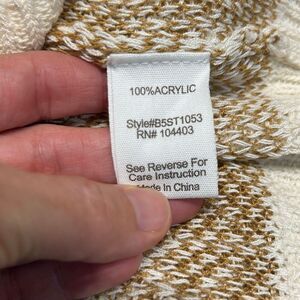 100%ACRYLIC
Style#B5ST1053
RN# 104403
See Reverse For
Care Instruction
Made In China